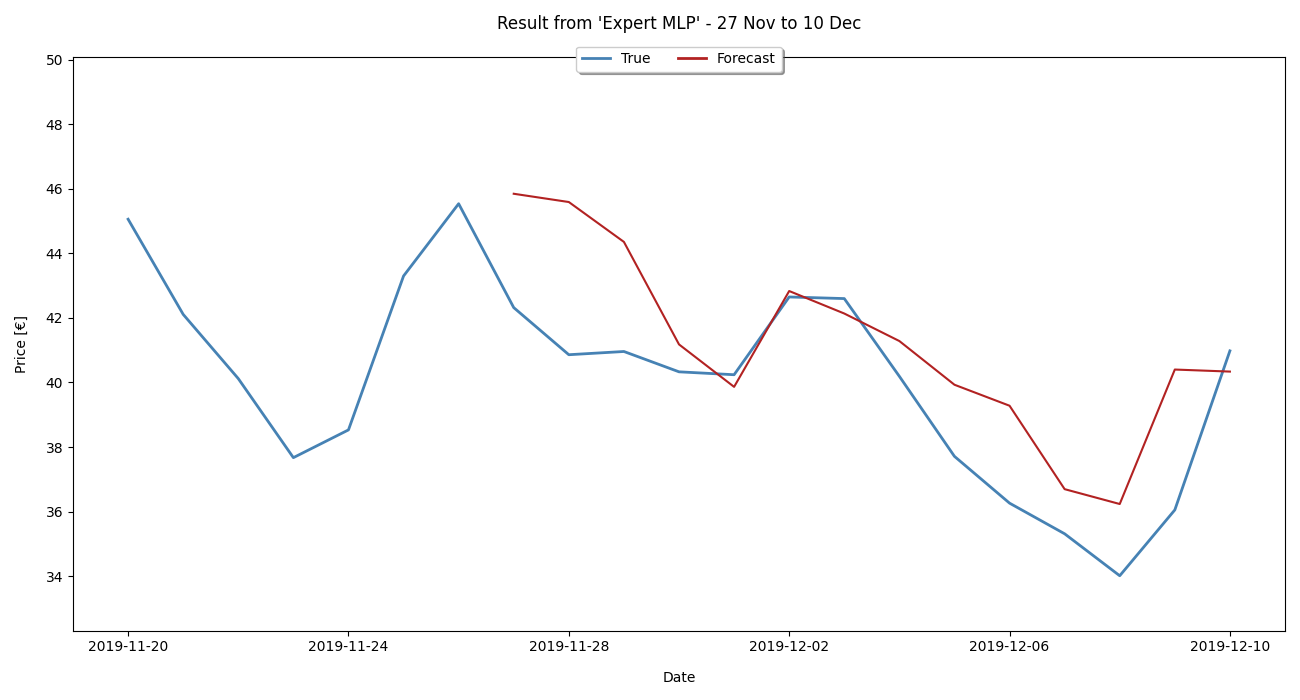 Result from 'Expert MLP' - 27 Nov to 10 Dec
True Forecast
50
48
46
44
42
40
38
36
34
Price [€]
2019-11-20 2019-11-24 2019-11-28 2019-12-02 2019-12-06 2019-12-10
Date